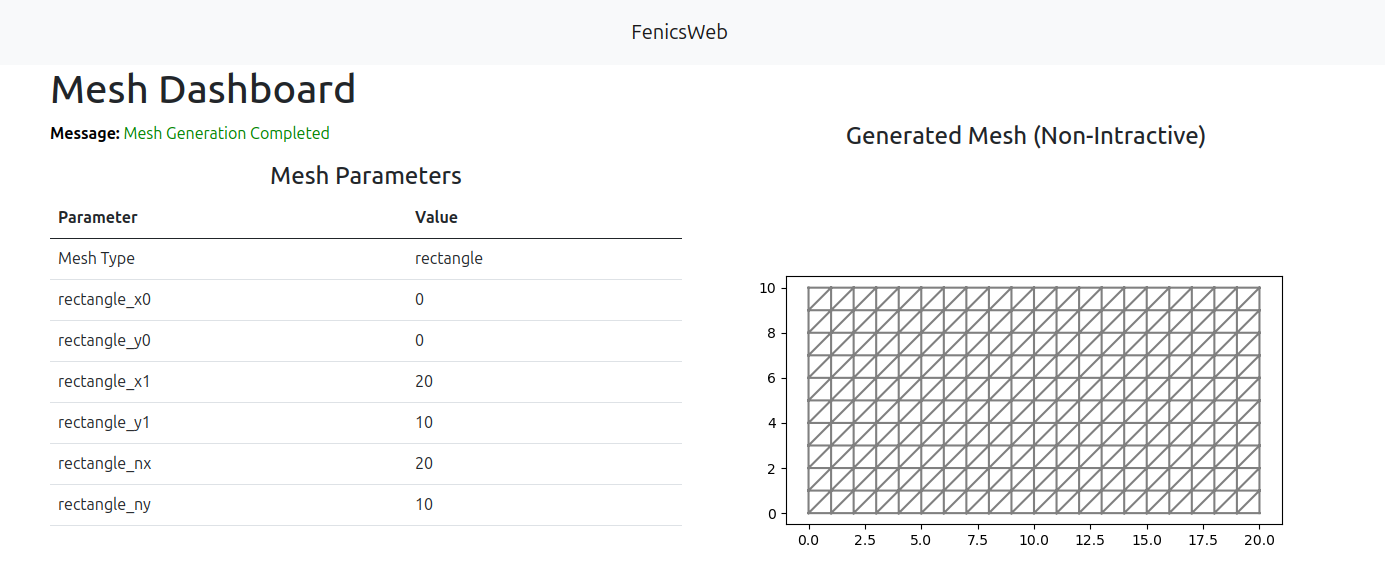 FenicsWeb
Mesh Dashboard
Message: Mesh Generation Completed
Mesh Parameters
Parameter Value
Mesh Type rectangle
rectangle_x0 0
rectangle_y0 0
rectangle_x1 20
rectangle_y1 10
rectangle_nx 20
rectangle_ny 10
Generated Mesh (Non-Intractive)
10
8
6
4
2
0
0.0 2.5 5.0 7.5 10.0 12.5 15.0 17.5 20.0